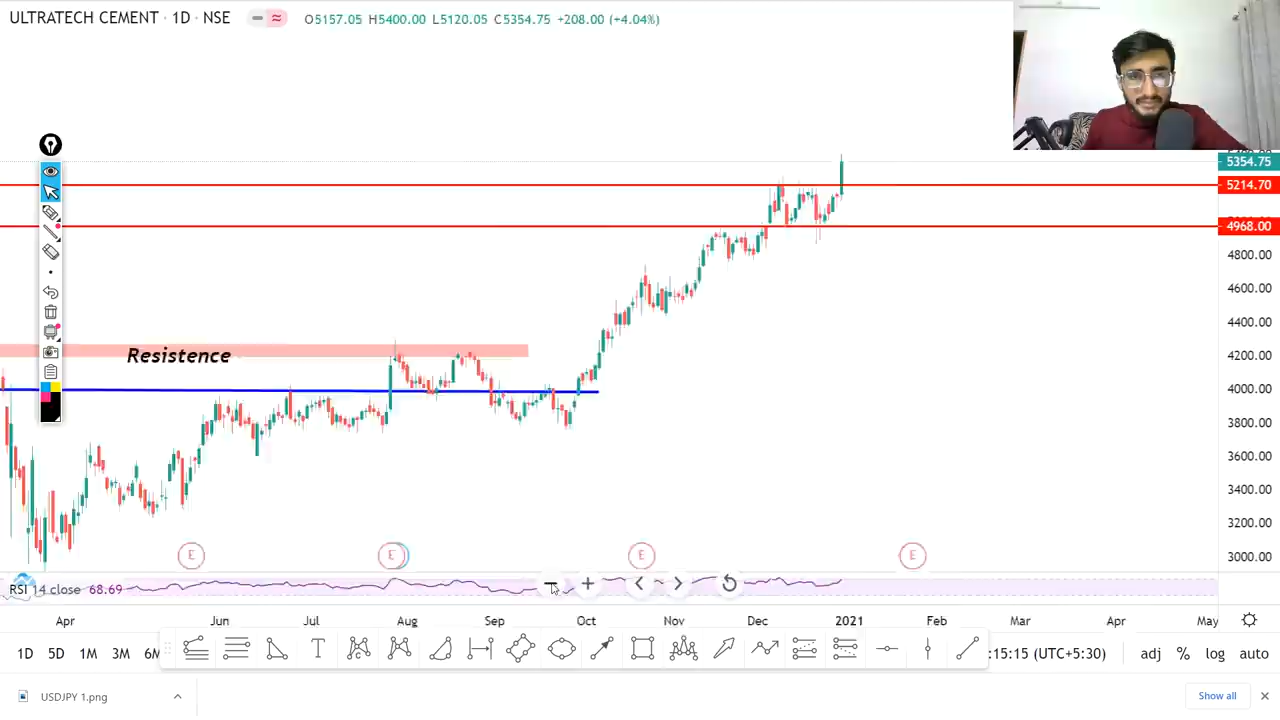 ULTRATECH CEMENT · 1D · NSE O5157.05 H5400.00 L5120.05 C5354.75 +208.00 (+4.04%)
5354.75
5214.70
4968.00
4800.00
4600.00
4400.00
Resistence
4200.00
4000.00
3800.00
3600.00
3400.00
3200.00
3000.00
E E E E
RSI 14 close 68.69
Apr Jun Jul Aug Sep Oct Nov Dec 2021 Feb Mar Apr May
1D 5D 1M 3M 6M :15:15 (UTC+5:30) adj % log auto
USDJPY 1.png Show all